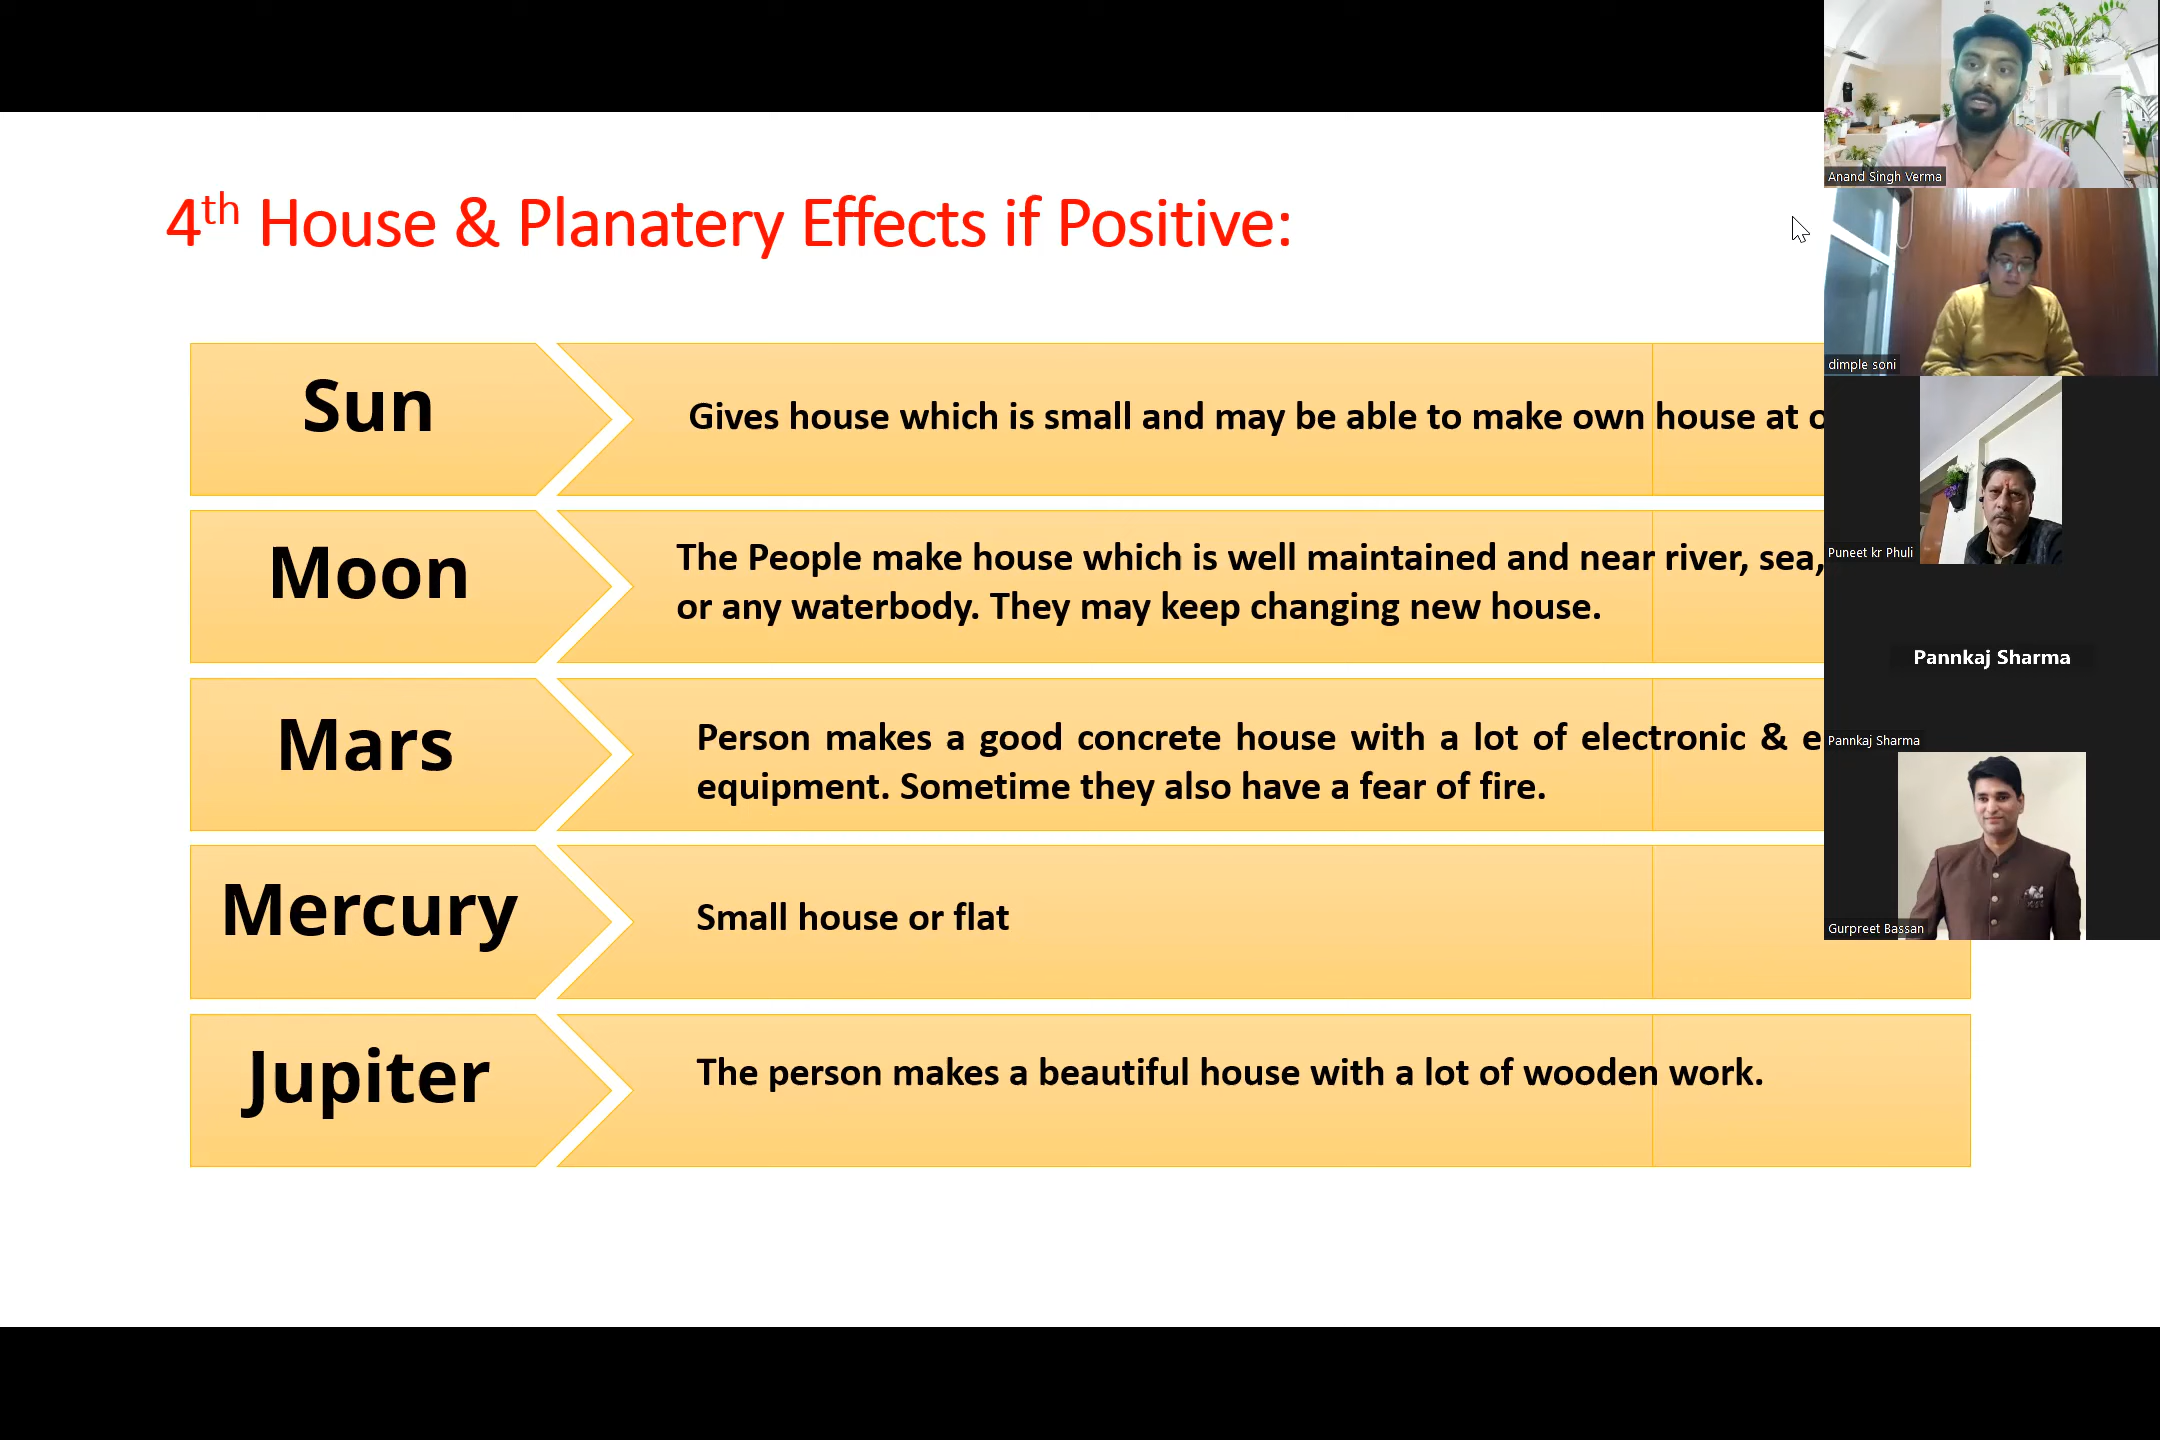 4th House & Planatery Effects if Positive:
Sun
Gives house which is small and may be able to make own house at
Moon
The People make house which is well maintained and near river, sea,
or any waterbody. They may keep changing new house.
Mars
Person makes a good concrete house with a lot of electronic &
equipment. Sometime they also have a fear of fire.
Mercury
Small house or flat
Jupiter
The person makes a beautiful house with a lot of wooden work.
Anand Singh Verma
dimple soni
Puneet kr Phuli
Pannkaj Sharma
Pannkaj Sharma
Gurpreet Bassan